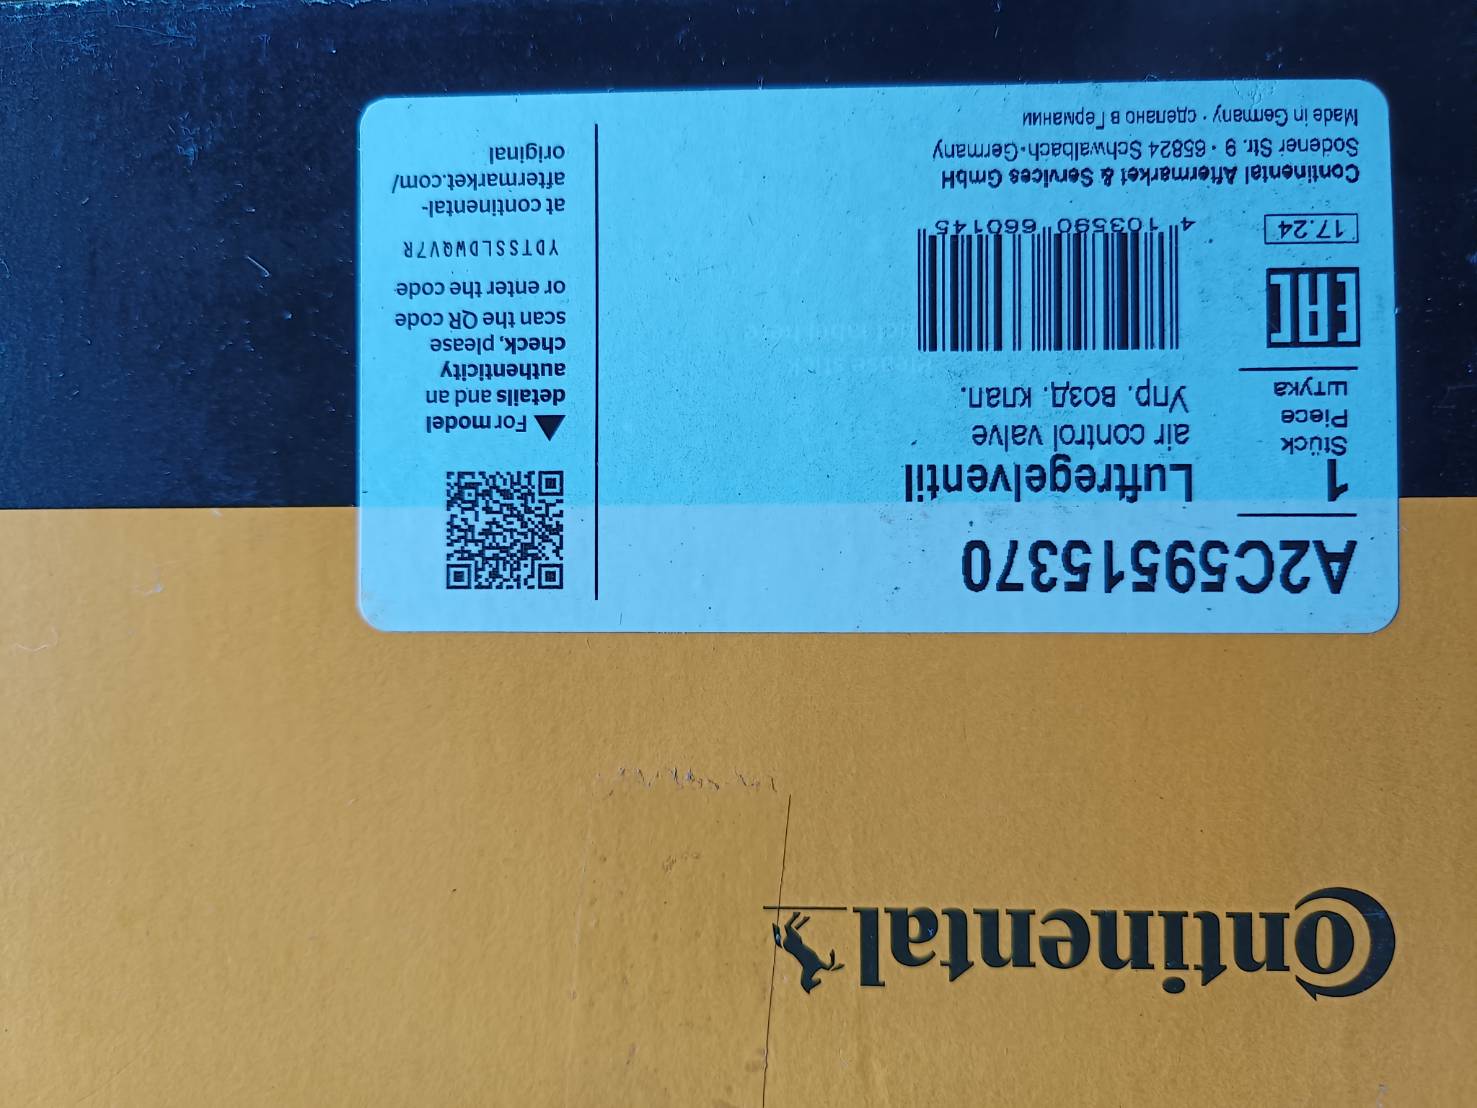 Continental
A2C59515370
1
Stück
Piece
штука
Luftregelventil
air control valve
Упр. возд. клап.
EAC
17.24
4 103590 660145
Continental Aftermarket & Services GmbH
Sodener Str. 9 · 65824 Schwalbach · Germany
Made in Germany · сделано в Германии
▲ For model
details and an
authenticity
check, please
scan the QR code
or enter the code
YDTSSLDWQV7R
at continental-
aftermarket.com/
original